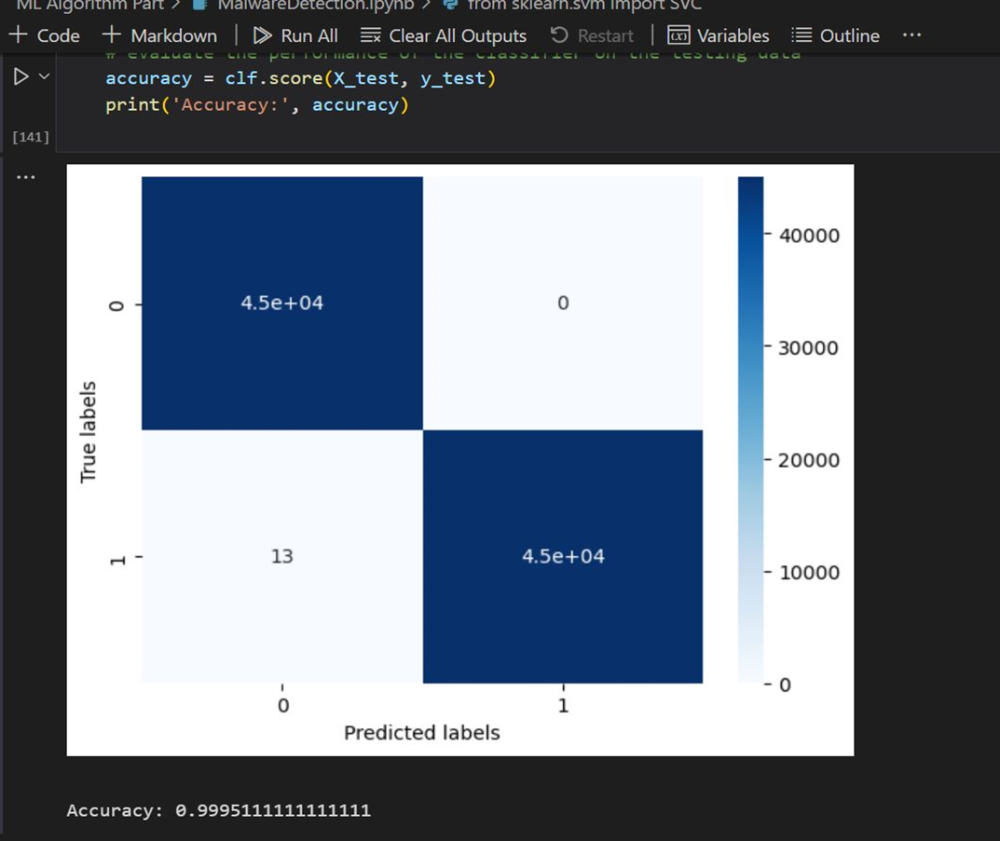 ML Algorithm Part > MalwareDetection.ipynb > from sklearn.svm import SVC
+ Code + Markdown | Run All Clear All Outputs Restart | Variables Outline ...
# evaluate the performance of the classifier on the testing data
accuracy = clf.score(X_test, y_test)
print('Accuracy:', accuracy)
[141]
...
40000
0 4.5e+04 0
30000
True labels
20000
1 13 4.5e+04
10000
0
0 1
Predicted labels
Accuracy: 0.9995111111111111